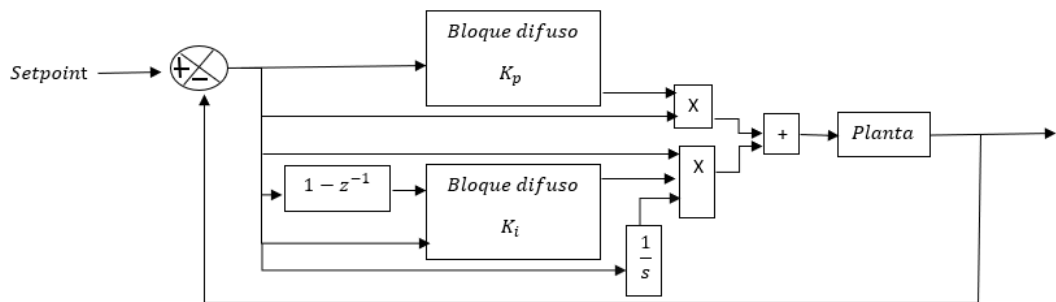 Bloque difuso
K_p
Setpoint
+
−
X
+
Planta
X
1 − z^{-1}
Bloque difuso
K_i
1
s